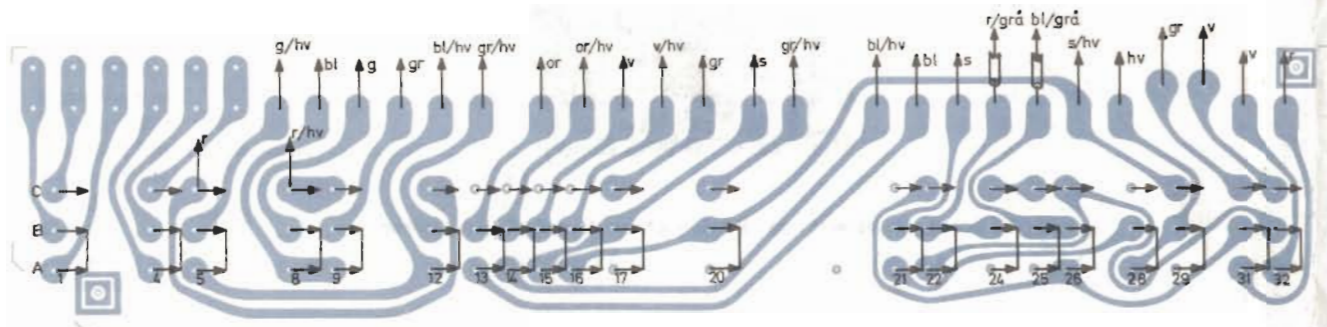 r/grå bl/grå
gr v
g/hv bl g gr bl/hv gr/hv or or/hv v v/hv gr s gr/hv bl/hv bl s s/hv hv v
r r/hv
C
B
A
1 4 5 8 9 12 13 14 15 16 17 20 21 22 24 25 26 28 29 31 32